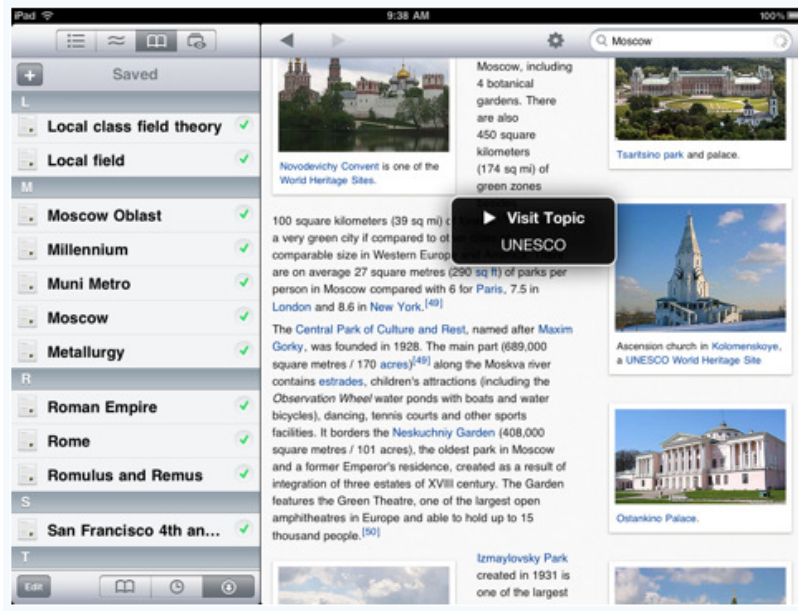 iPad
9:38 AM
100%
Saved
L
Local class field theory
Local field
M
Moscow Oblast
Millennium
Muni Metro
Moscow
Metallurgy
R
Roman Empire
Rome
Romulus and Remus
S
San Francisco 4th an...
T
Edit
Moscow
Novodevichy Convent is one of the
World Heritage Sites.
Moscow, including
4 botanical
gardens. There
are also
450 square
kilometers
(174 sq mi) of
green zones
Tsaritsino park and palace.
Visit Topic
UNESCO
100 square kilometers (39 sq mi)
a very green city if compared to
comparable size in Western Europe
are on average 27 square metres (290 sq ft) of parks per
person in Moscow compared with 6 for Paris, 7.5 in
London and 8.6 in New York.[49]
The Central Park of Culture and Rest, named after Maxim
Gorky, was founded in 1928. The main part (689,000
square metres / 170 acres)[49] along the Moskva river
contains estrades, children's attractions (including the
Observation Wheel water ponds with boats and water
bicycles), dancing, tennis courts and other sports
facilities. It borders the Neskuchniy Garden (408,000
square metres / 101 acres), the oldest park in Moscow
and a former Emperor's residence, created as a result of
integration of three estates of XVIII century. The Garden
features the Green Theatre, one of the largest open
amphitheatres in Europe and able to hold up to 15
thousand people.[50]
Ascension church in Kolomenskoye,
a UNESCO World Heritage Site
Ostankino Palace.
Izmaylovsky Park
created in 1931 is
one of the largest